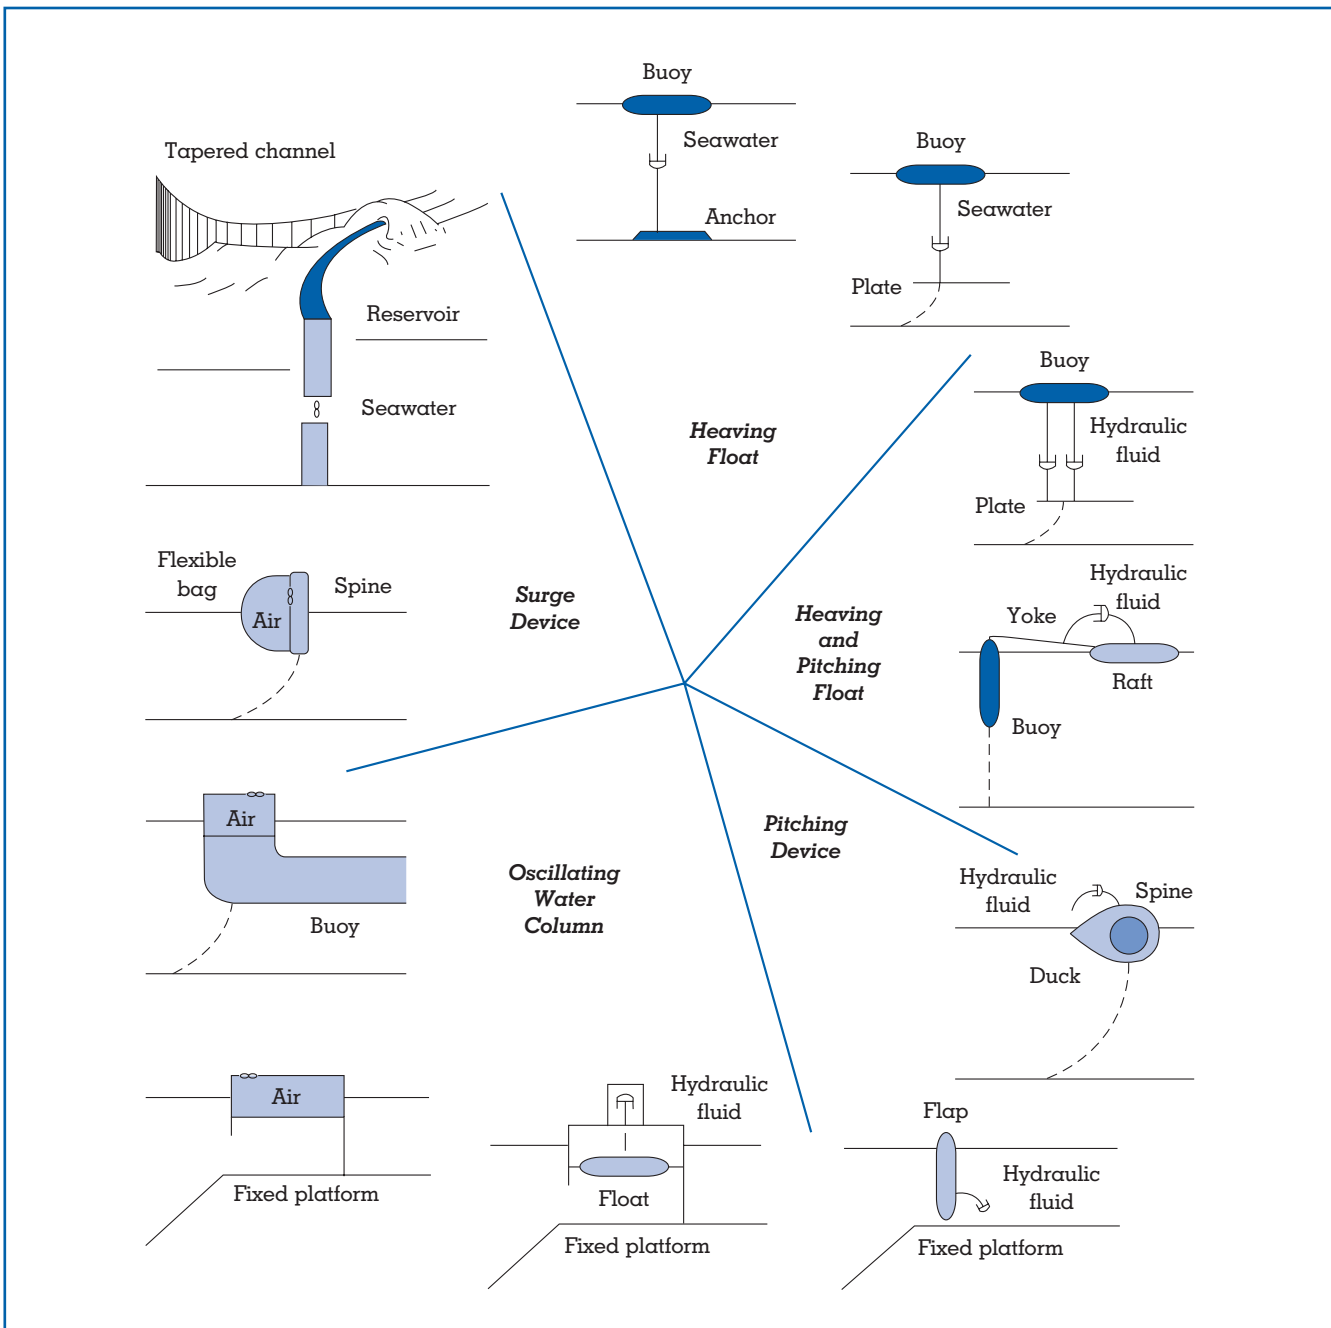 Buoy
Seawater
Anchor
Buoy
Seawater
Plate
Tapered channel
Reservoir
Seawater
Buoy
Hydraulic
fluid
Plate
Heaving
Float
Flexible
bag
Air
Spine
Surge
Device
Heaving
and
Pitching
Float
Hydraulic
fluid
Yoke
Raft
Buoy
Air
Buoy
Oscillating
Water
Column
Pitching
Device
Hydraulic
fluid
Spine
Duck
Air
Fixed platform
Hydraulic
fluid
Float
Fixed platform
Flap
Hydraulic
fluid
Fixed platform